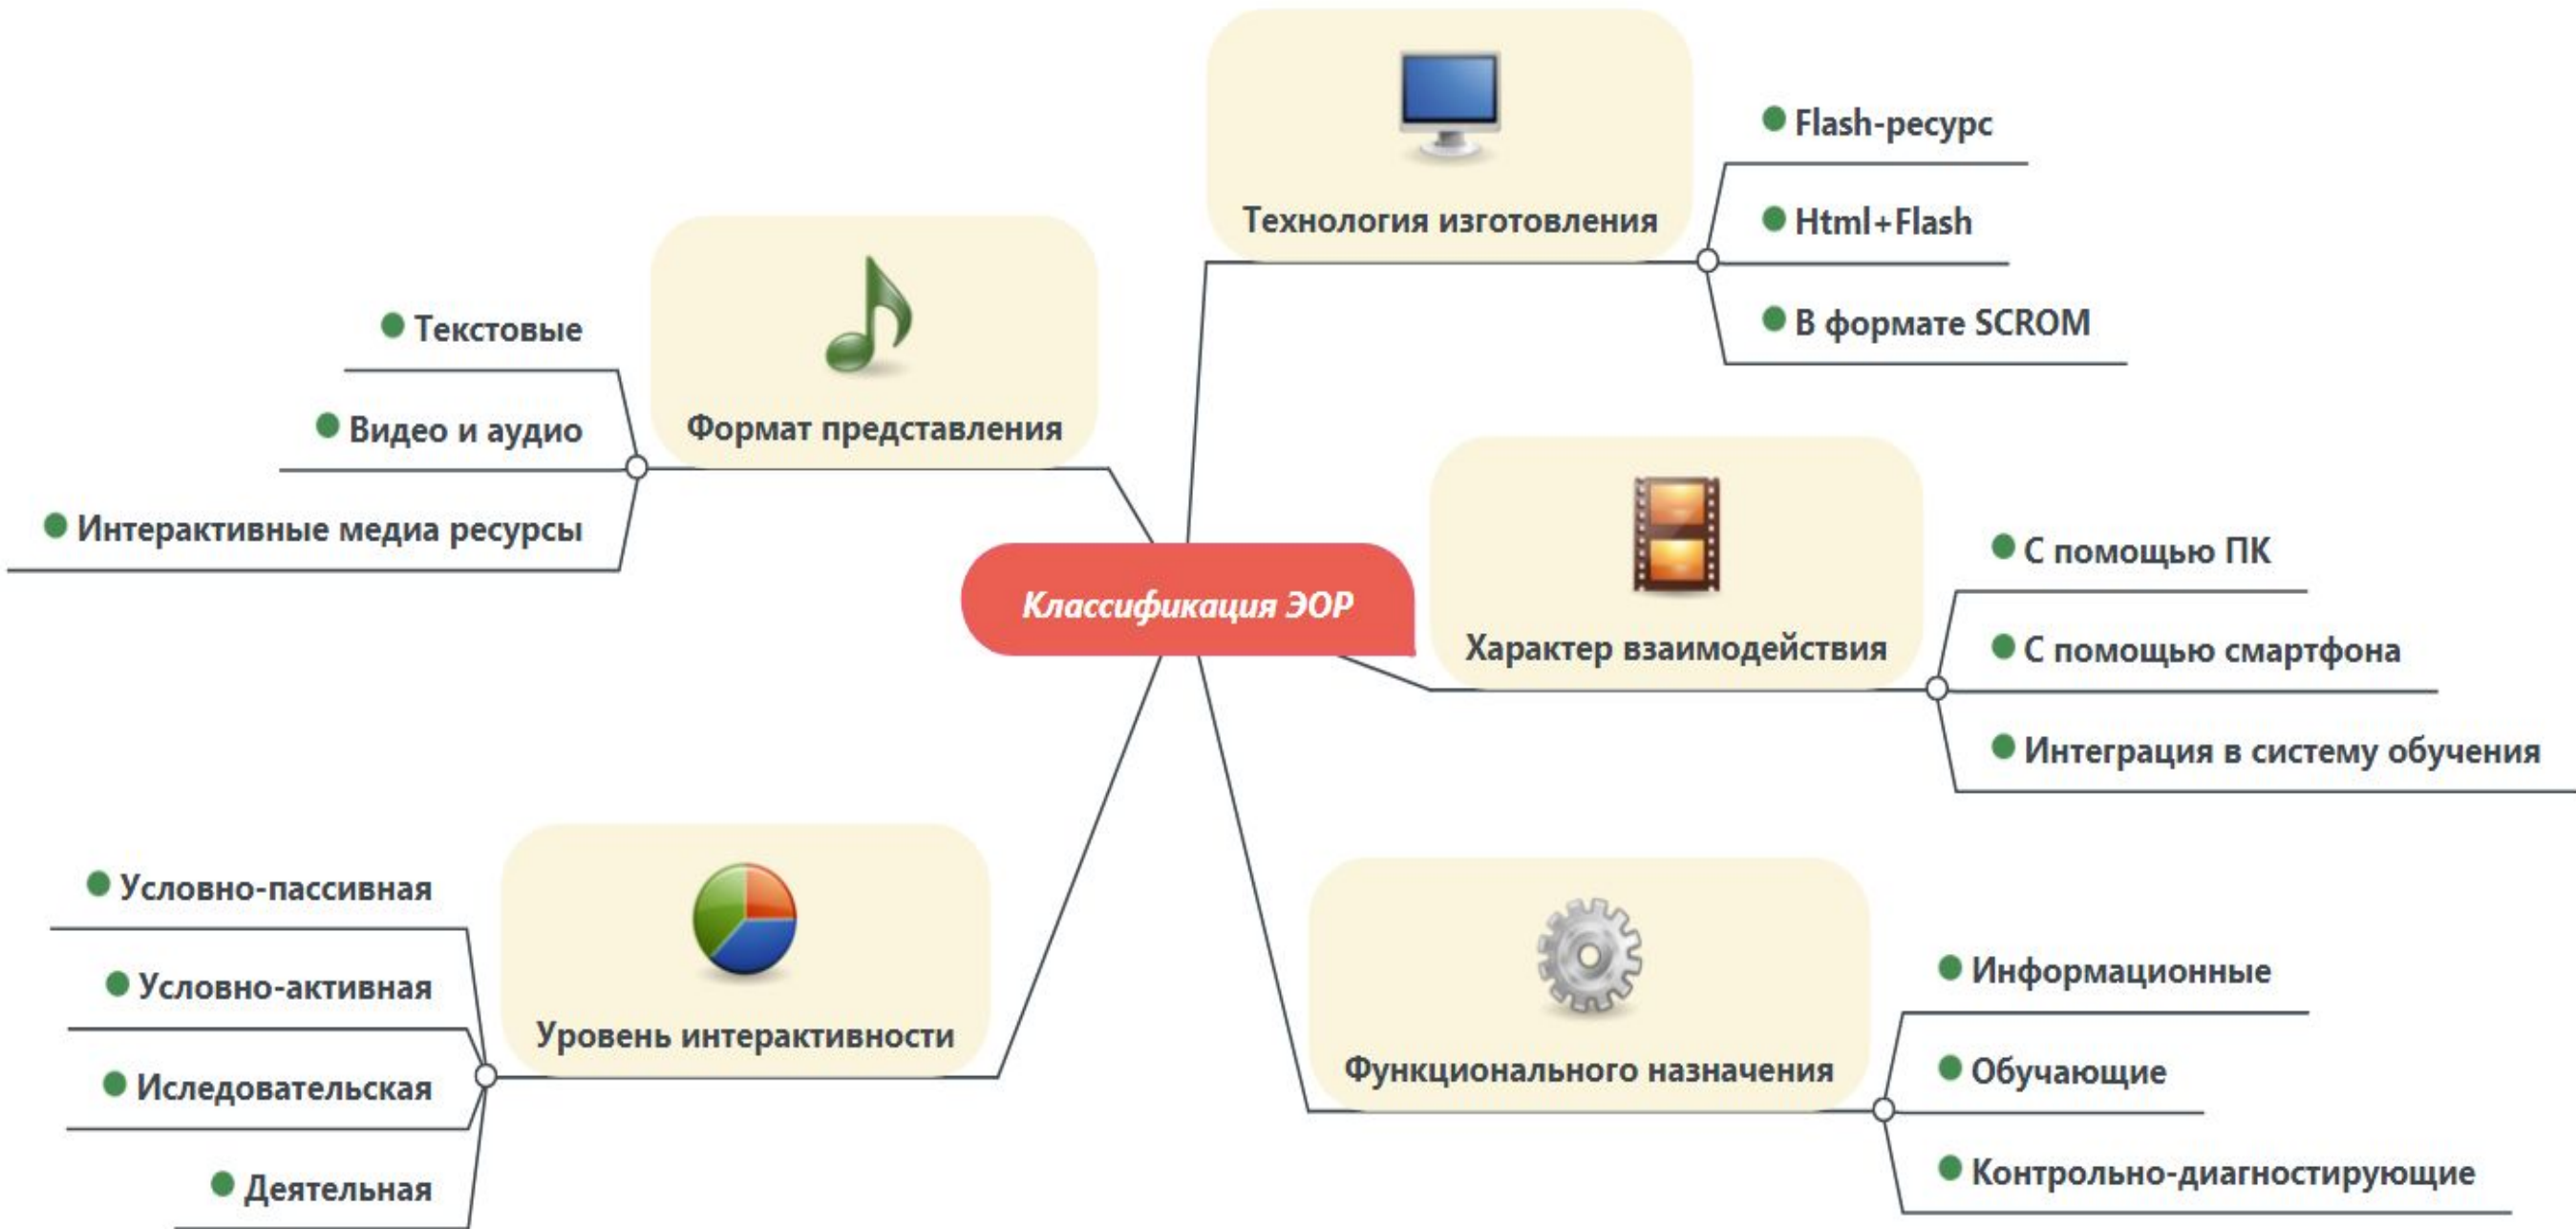 Классификация ЭОР
Технология изготовления
Flash-ресурс
Html+Flash
В формате SCROM
Характер взаимодействия
С помощью ПК
С помощью смартфона
Интеграция в систему обучения
Функционального назначения
Информационные
Обучающие
Контрольно-диагностирующие
Формат представления
Текстовые
Видео и аудио
Интерактивные медиа ресурсы
Уровень интерактивности
Условно-пассивная
Условно-активная
Иследовательская
Деятельная